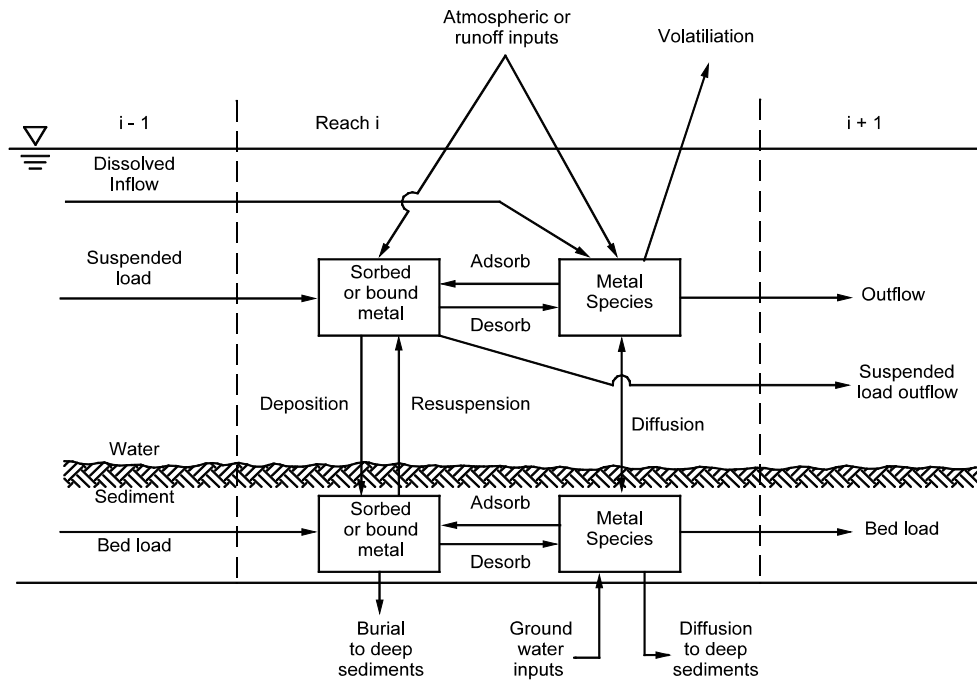 Atmospheric or
runoff inputs
Volatiliation
i - 1
Reach i
i + 1
Dissolved
Inflow
Suspended
load
Sorbed
or bound
metal
Adsorb
Desorb
Metal
Species
Outflow
Suspended
load outflow
Deposition
Resuspension
Diffusion
Water
Sediment
Bed load
Sorbed
or bound
metal
Adsorb
Desorb
Metal
Species
Bed load
Burial
to deep
sediments
Ground
water
inputs
Diffusion
to deep
sediments